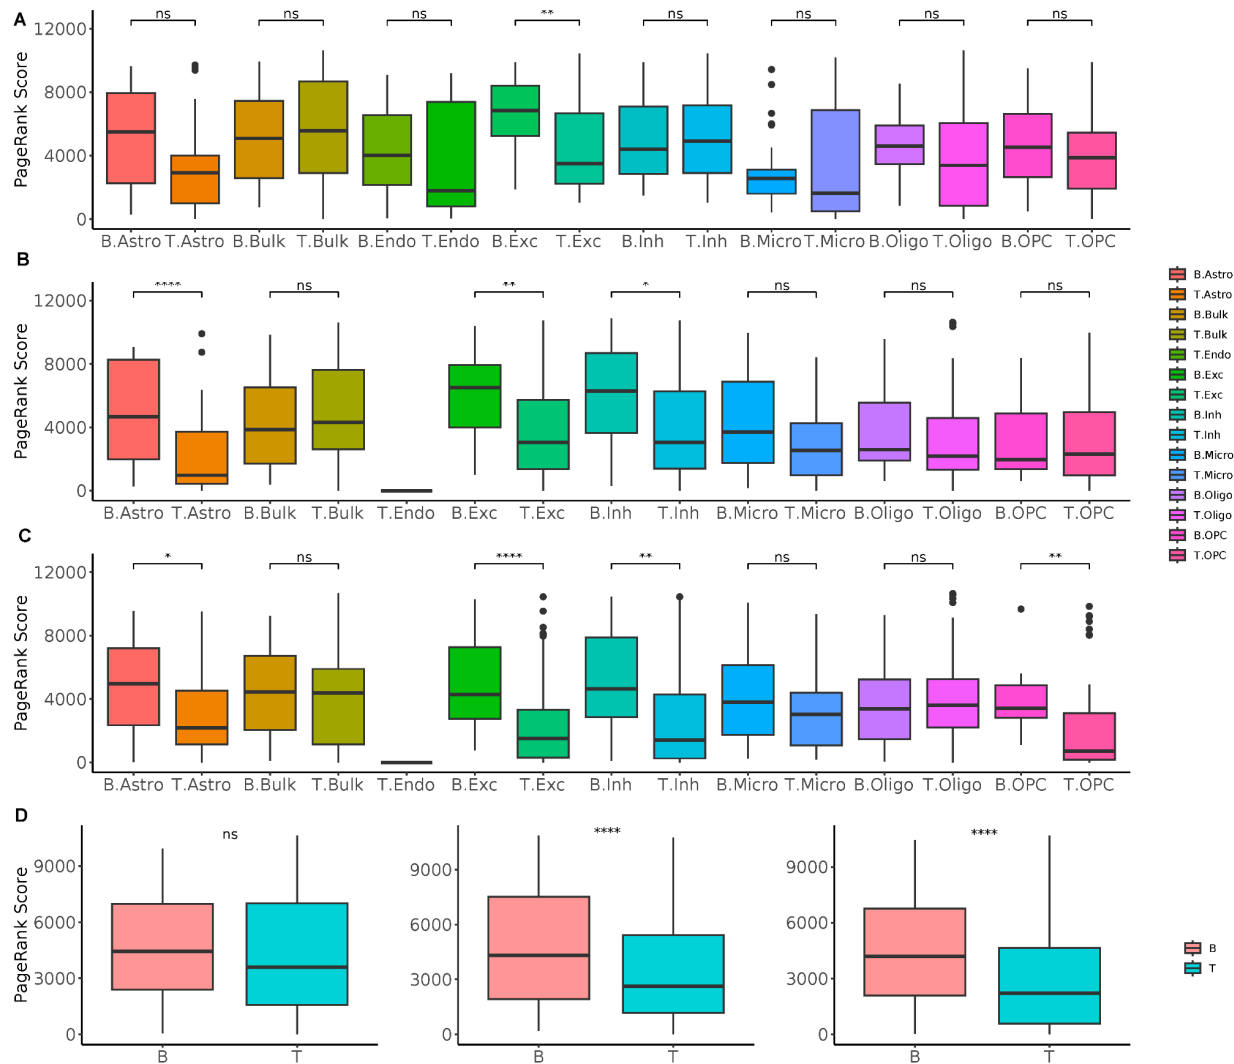 A
ns ns ns ** ns ns ns ns
PageRank Score
12000
8000
4000
0
B.Astro T.Astro B.Bulk T.Bulk B.Endo T.Endo B.Exc T.Exc B.Inh T.Inh B.Micro T.Micro B.Oligo T.Oligo B.OPC T.OPC
B
**** ns ** * ns ns ns
PageRank Score
12000
8000
4000
0
B.Astro T.Astro B.Bulk T.Bulk T.Endo B.Exc T.Exc B.Inh T.Inh B.Micro T.Micro B.Oligo T.Oligo B.OPC T.OPC
C
* ns **** ** ns ns **
PageRank Score
12000
8000
4000
0
B.Astro T.Astro B.Bulk T.Bulk T.Endo B.Exc T.Exc B.Inh T.Inh B.Micro T.Micro B.Oligo T.Oligo B.OPC T.OPC
B.Astro
T.Astro
B.Bulk
T.Bulk
T.Endo
B.Exc
T.Exc
B.Inh
T.Inh
B.Micro
T.Micro
B.Oligo
T.Oligo
B.OPC
T.OPC
D
PageRank Score
ns
9000
6000
3000
0
B T
****
9000
6000
3000
0
B T
****
9000
6000
3000
0
B T
B
T